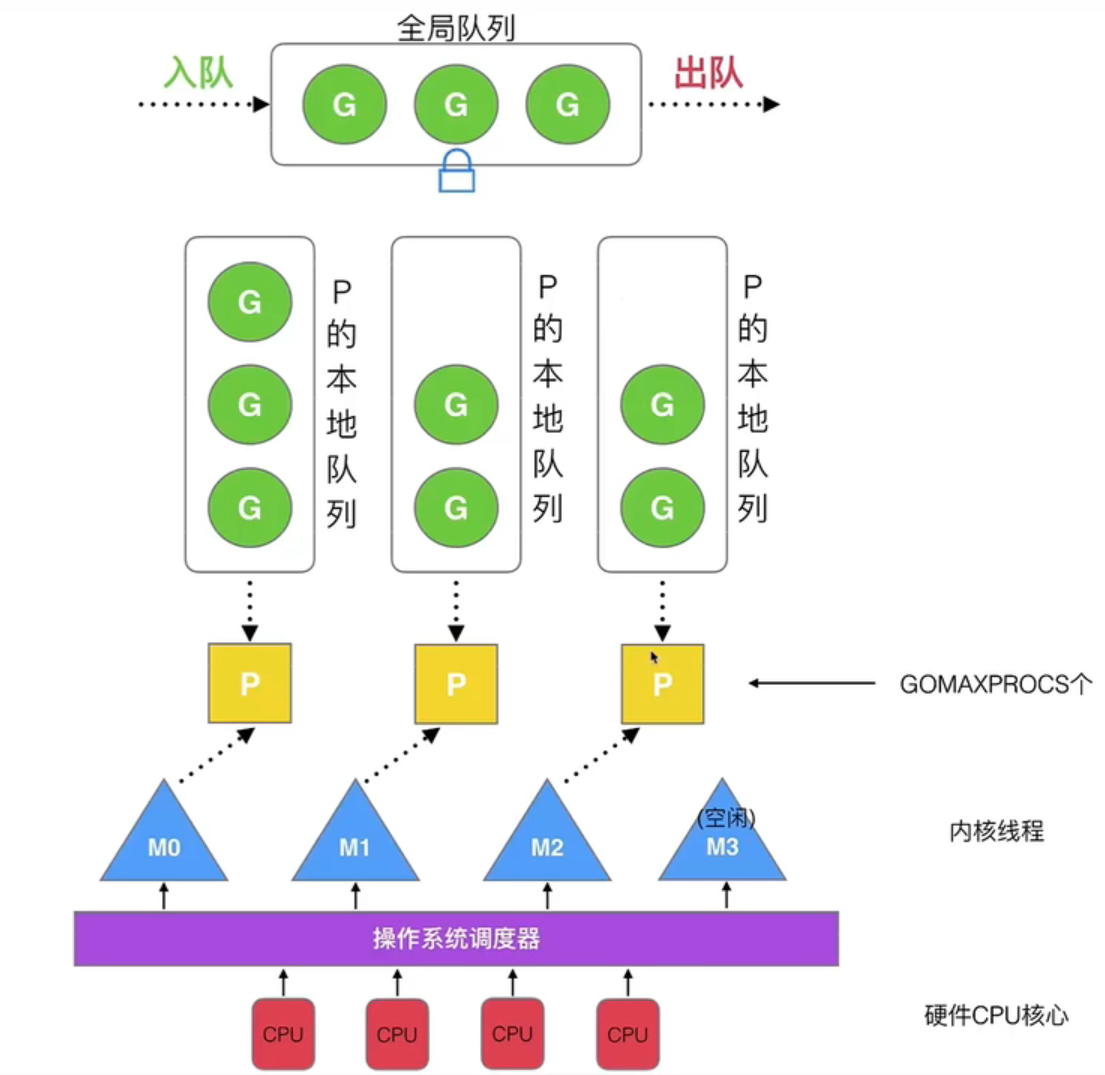 全局队列
入队
出队
G G G
G
G
G
P的本地队列
G
G
P的本地队列
G
G
P的本地队列
P P P
GOMAXPROCS个
M0 M1 M2
(空闲)
M3
内核线程
操作系统调度器
CPU CPU CPU CPU
硬件CPU核心